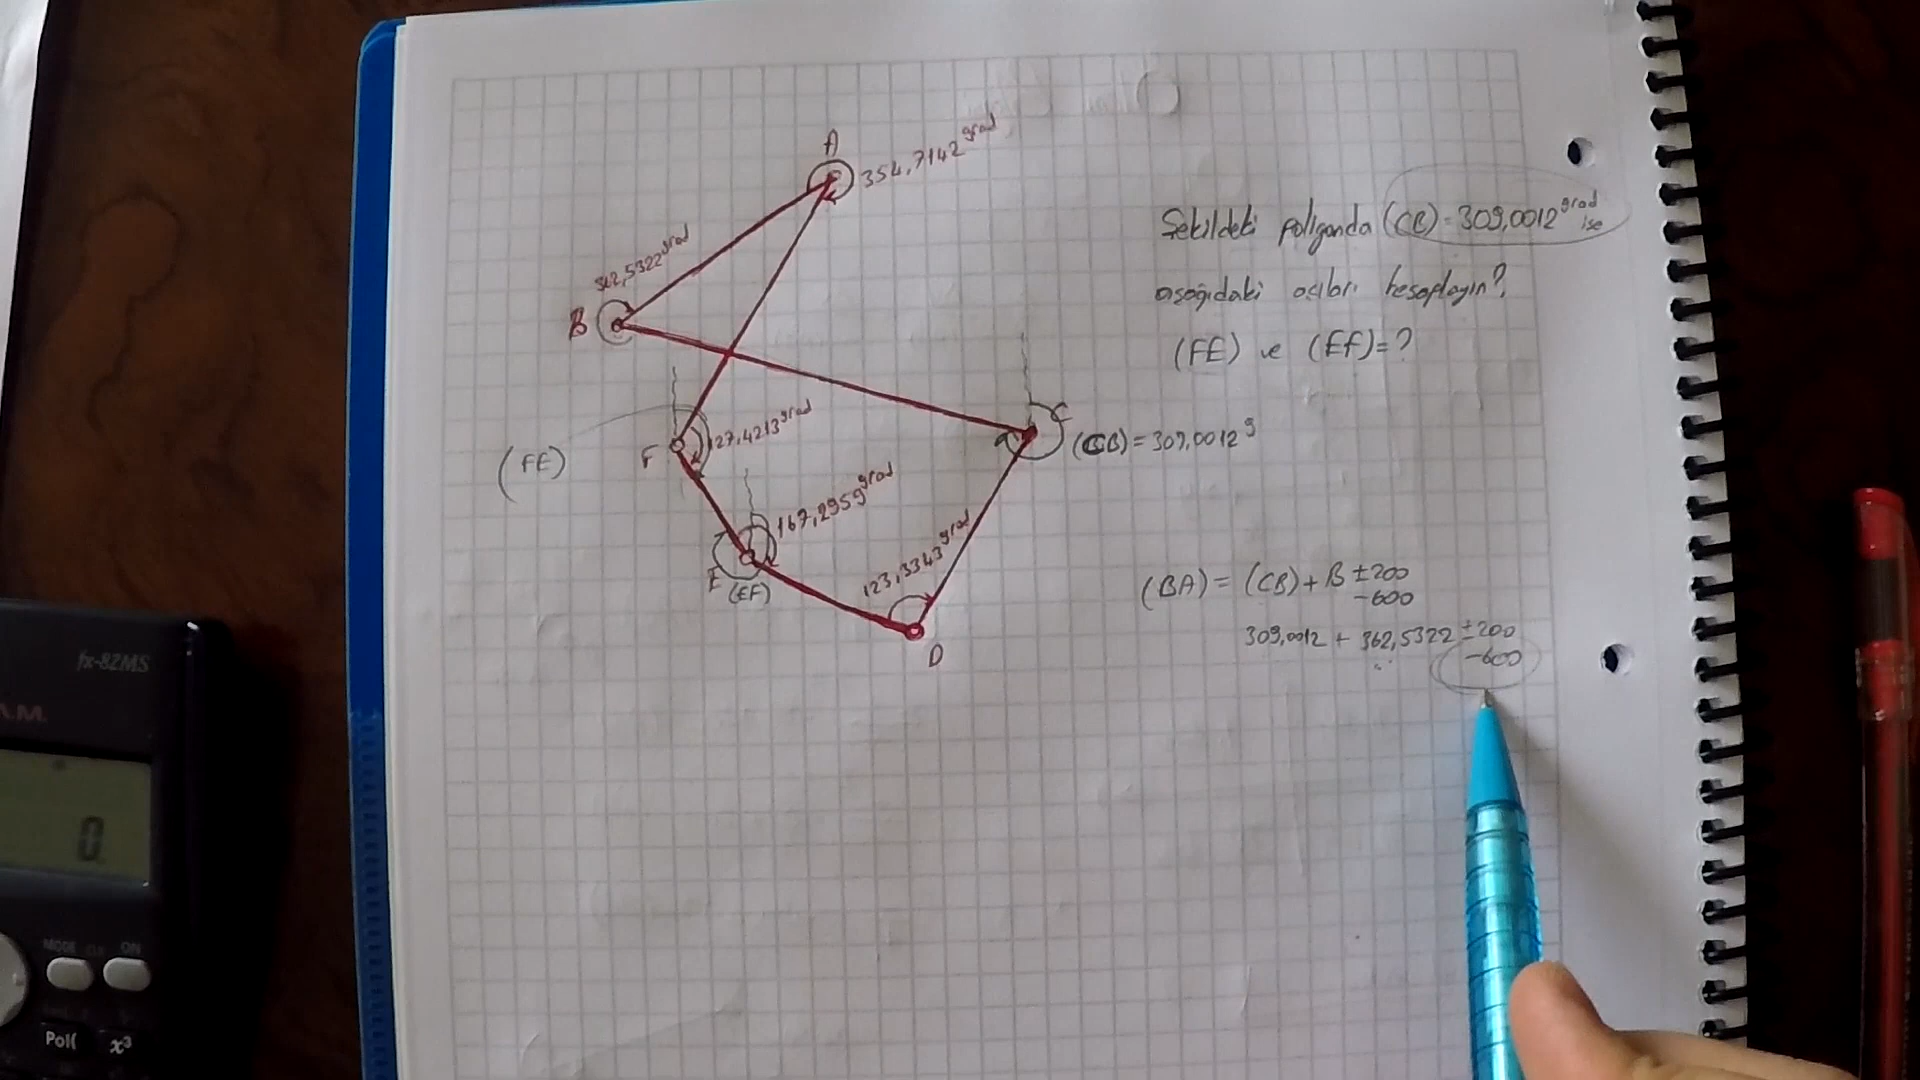 A
354,7142 grad
342,5322 grad
B
Şekildeki poligonda (CB)=309,0012 grad ise
aşağıdaki açıları hesaplayın?
(FE) ve (EF)=?
F
127,4213 grad
(FE)
C
(CB)=309,0012 g
167,2959 grad
E
(EF)
123,3343 grad
D
(BA) = (CB)+B ±200
-600
309,0012 + 362,5322 ±200
-600
fx-82MS
A.M.
0.
MODE
ON
Pol(
x³